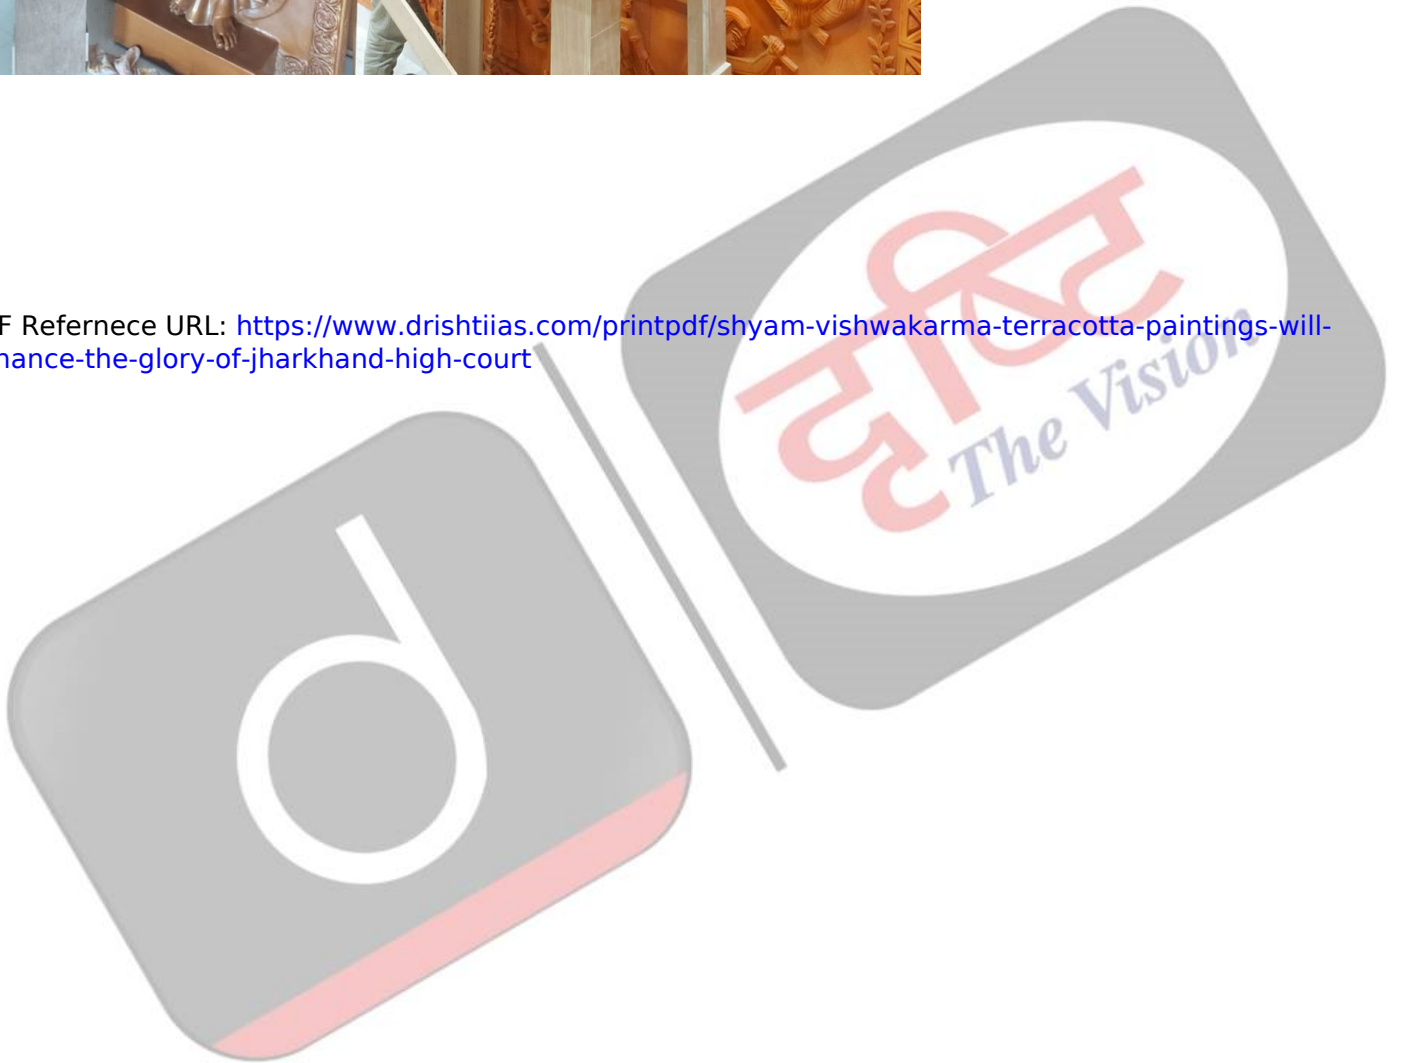 F Refernece URL: https://www.drishtiias.com/printpdf/shyam-vishwakarma-terracotta-paintings-will-
nance-the-glory-of-jharkhand-high-court
दृष्टि
The Vision
d